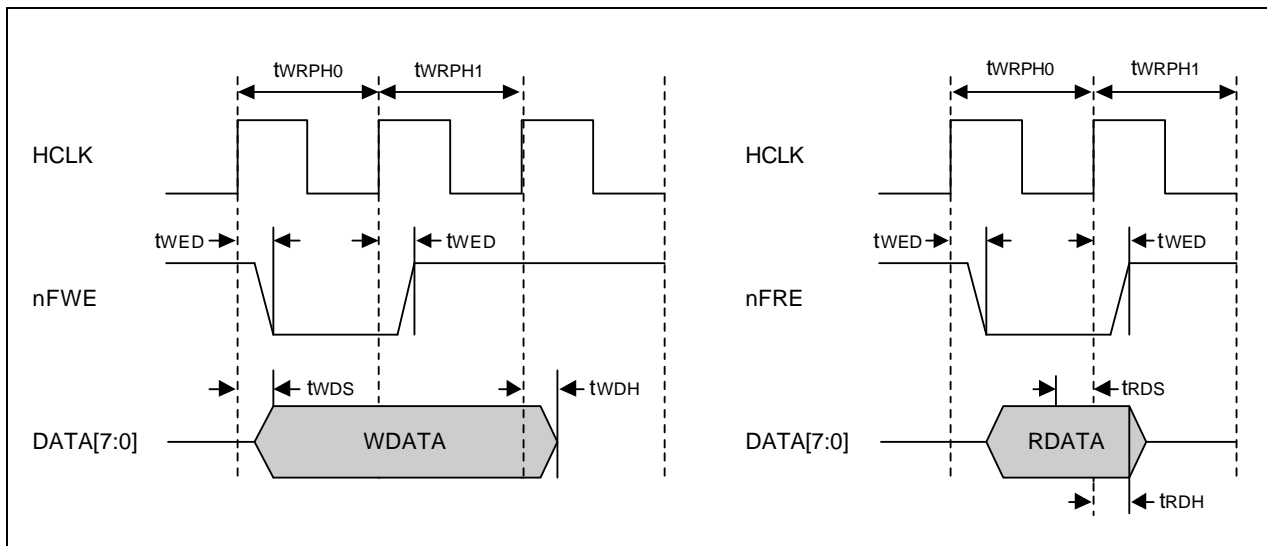 tWRPH0 tWRPH1 tWRPH0 tWRPH1
HCLK HCLK
tWED tWED tWED tWED
nFWE nFRE
tWDS tWDH tRDS
DATA[7:0] WDATA DATA[7:0] RDATA
tRDH